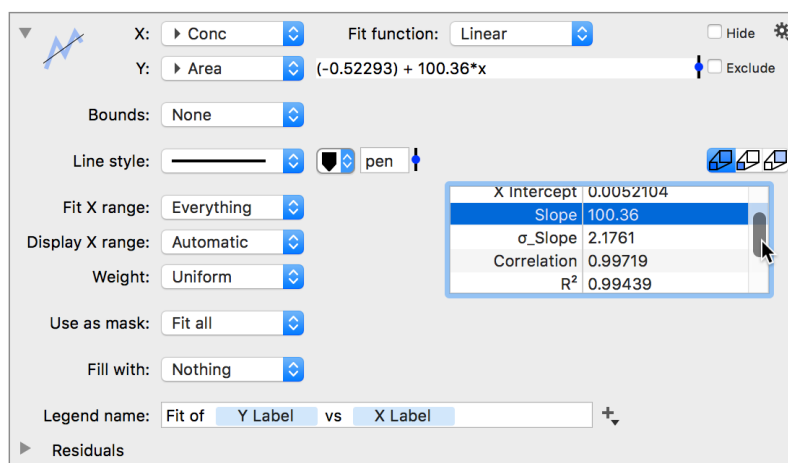 X: Conc Fit function: Linear Hide
Y: Area (-0.52293) + 100.36*x Exclude
Bounds: None
Line style: pen
Fit X range: Everything
Display X range: Automatic
Weight: Uniform
X Intercept 0.0052104
Slope 100.36
σ_Slope 2.1761
Correlation 0.99719
R² 0.99439
Use as mask: Fit all
Fill with: Nothing
Legend name: Fit of Y Label vs X Label
Residuals